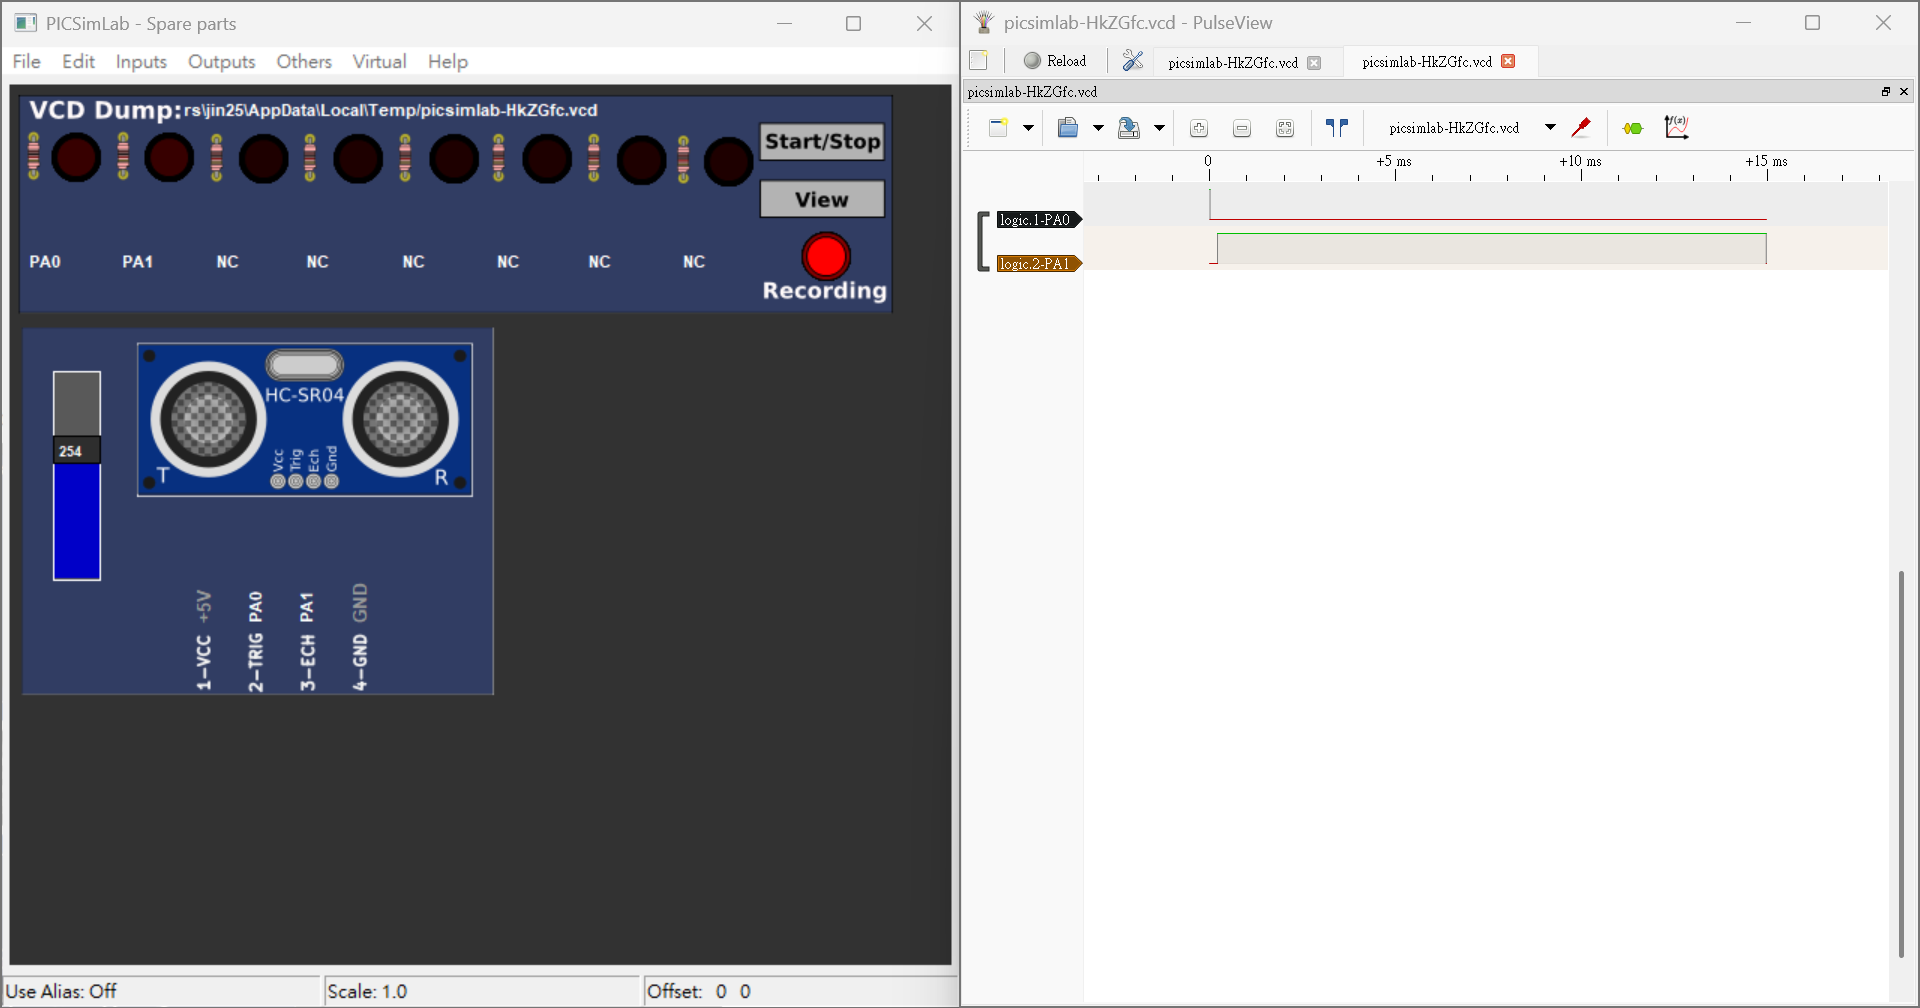 PICSimLab - Spare parts
File Edit Inputs Outputs Others Virtual Help
VCD Dump:rs\jin25\AppData\Local\Temp/picsimlab-HkZGfc.vcd
Start/Stop
View
PA0 PA1 NC NC NC NC NC NC
Recording
HC-SR04
254
Vcc
Trig
Ech
Gnd
T
R
1-VCC +5V
2-TRIG PA0
3-ECH PA1
4-GND GND
Use Alias: Off
Scale: 1.0
Offset: 0 0
picsimlab-HkZGfc.vcd - PulseView
Reload
picsimlab-HkZGfc.vcd
picsimlab-HkZGfc.vcd
picsimlab-HkZGfc.vcd
picsimlab-HkZGfc.vcd
f(x)
0 +5 ms +10 ms +15 ms
logic.1-PA0
logic.2-PA1